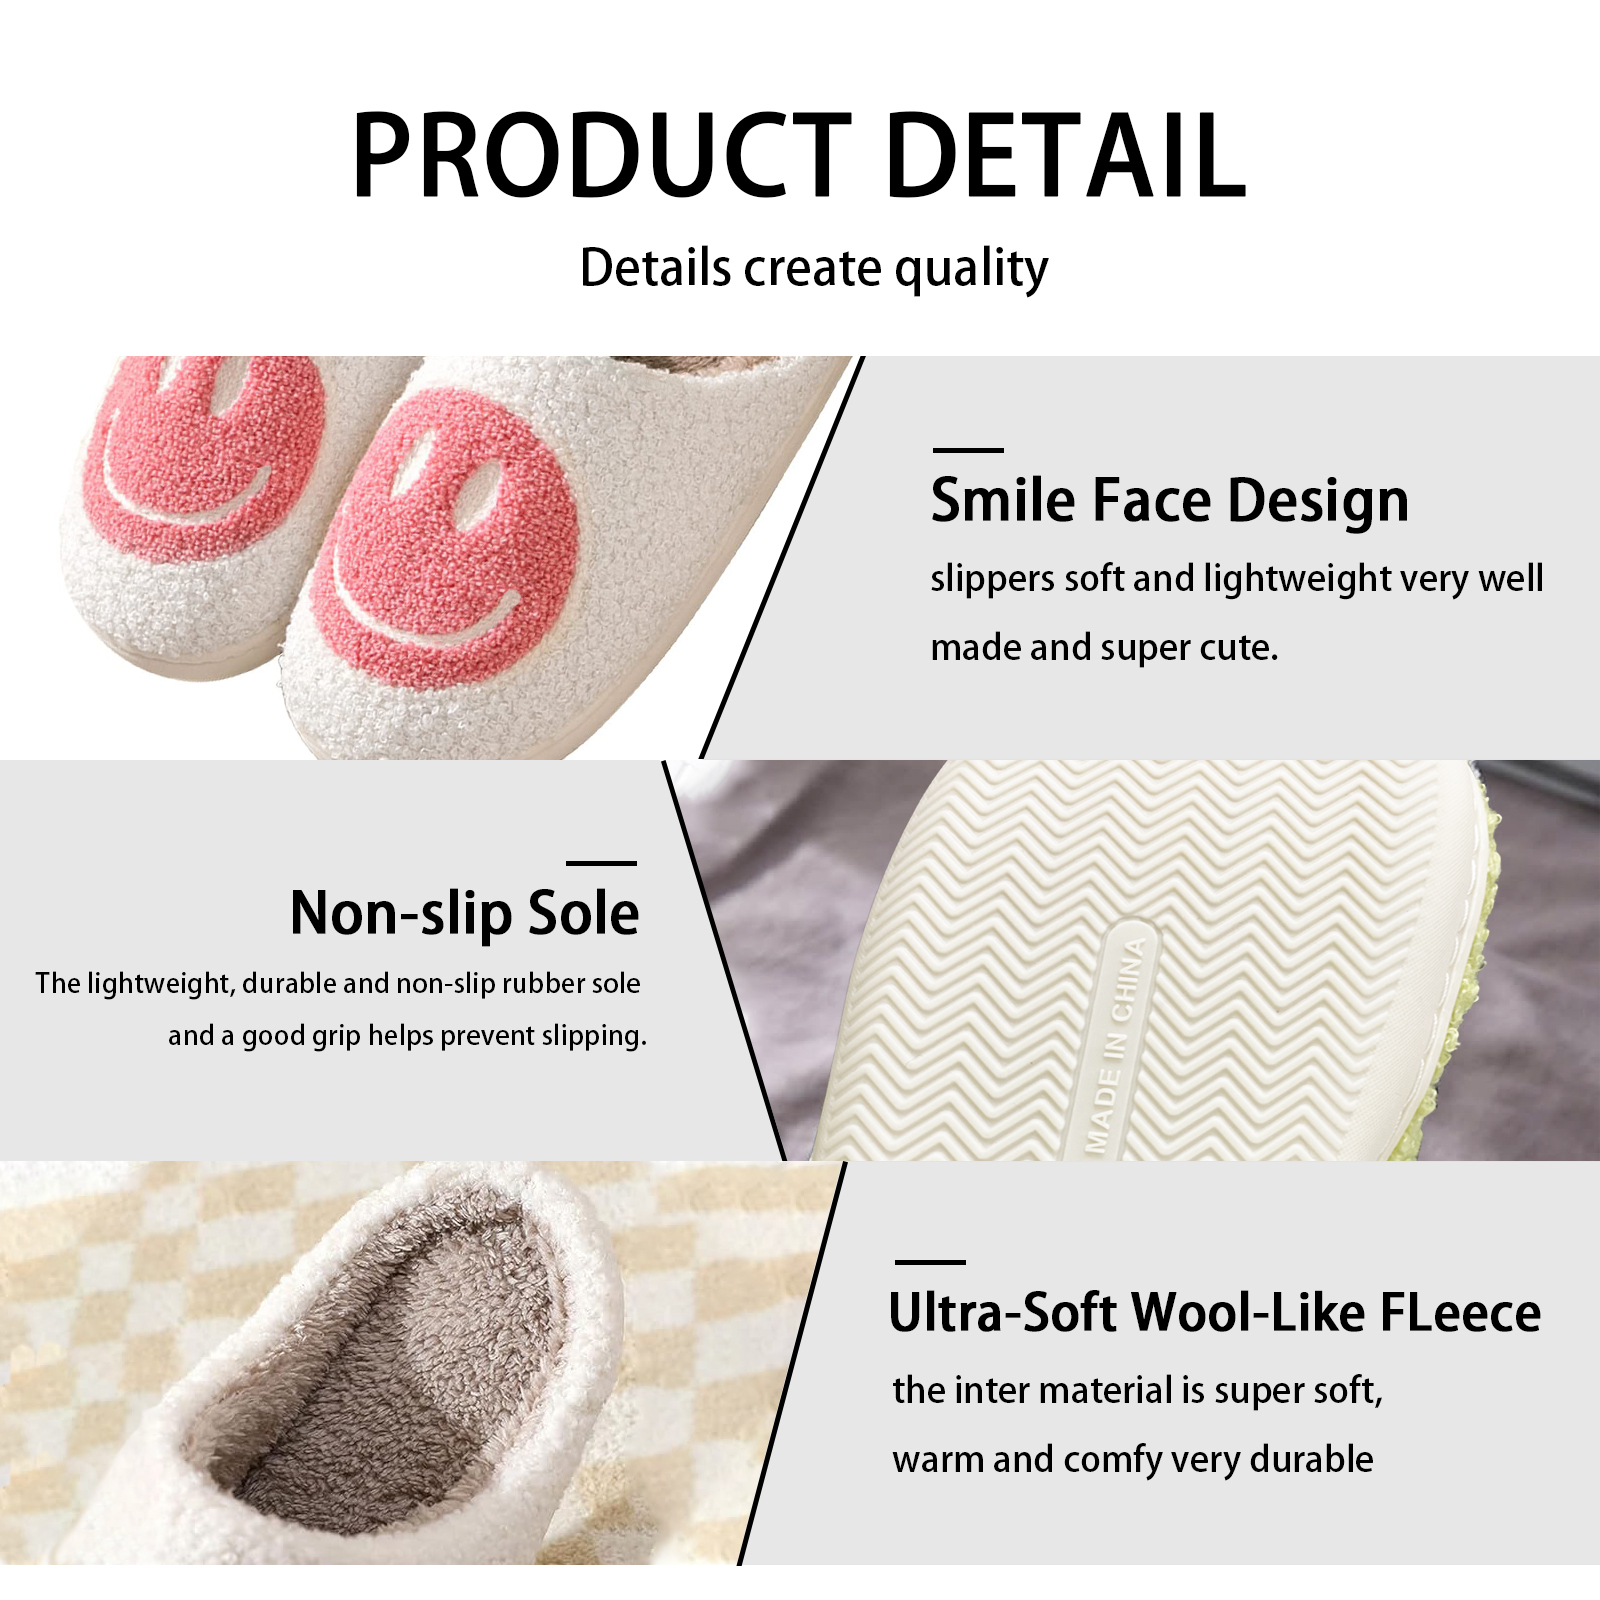 PRODUCT DETAIL
Details create quality
Smile Face Design
slippers soft and lightweight very well
made and super cute.
Non-slip Sole
The lightweight, durable and non-slip rubber sole
and a good grip helps prevent slipping.
MADE IN CHINA
Ultra-Soft Wool-Like FLeece
the inter material is super soft,
warm and comfy very durable